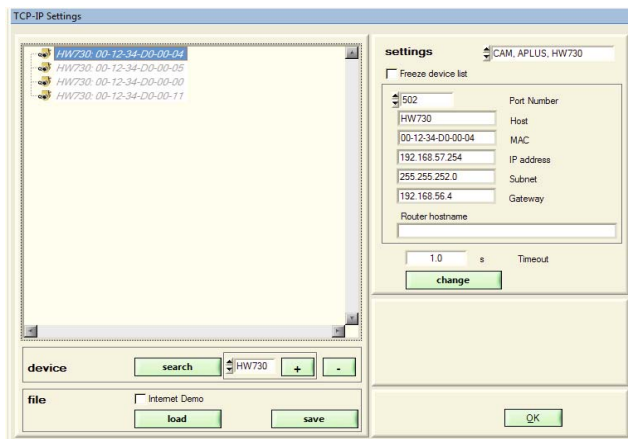 TCP-IP Settings
HW730: 00-12-34-D0-00-04
HW730: 00-12-34-D0-00-05
HW730: 00-12-34-D0-00-00
HW730: 00-12-34-D0-00-11
device
search
HW730
+
-
file
Internet Demo
load
save
settings
CAM, APLUS, HW730
Freeze device list
502 Port Number
HW730 Host
00-12-34-D0-00-04 MAC
192.168.57.254 IP address
255.255.252.0 Subnet
192.168.56.4 Gateway
Router hostname
1.0 s Timeout
change
OK